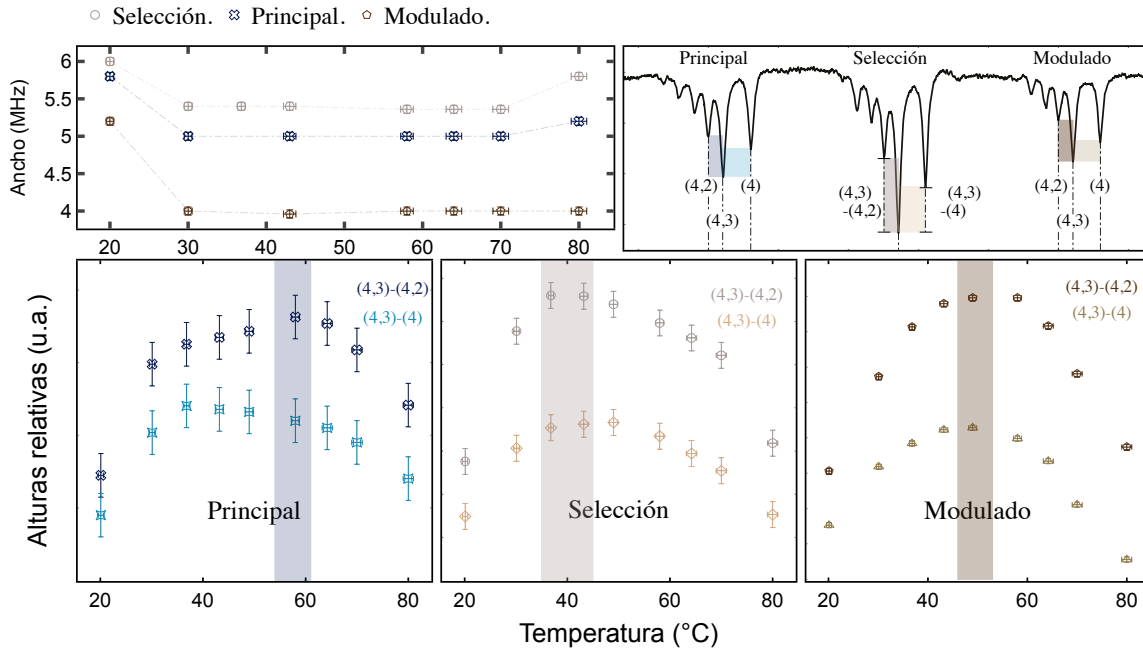 Selección. Principal. Modulado.
Ancho (MHz)
6
5.5
5
4
20 30 40 50 60 70 80
Principal Selección Modulado
(4,2) (4) (4,3) (4,3) (4,2) (4)
-(4,2) -(4)
(4,3) (4,3)
Alturas relativas (u.a.)
(4,3)-(4,2) (4,3)-(4,2) (4,3)-(4,2)
(4,3)-(4) (4,3)-(4) (4,3)-(4)
Principal Selección Modulado
20 40 60 80 20 40 60 80 20 40 60 80
Temperatura (°C)